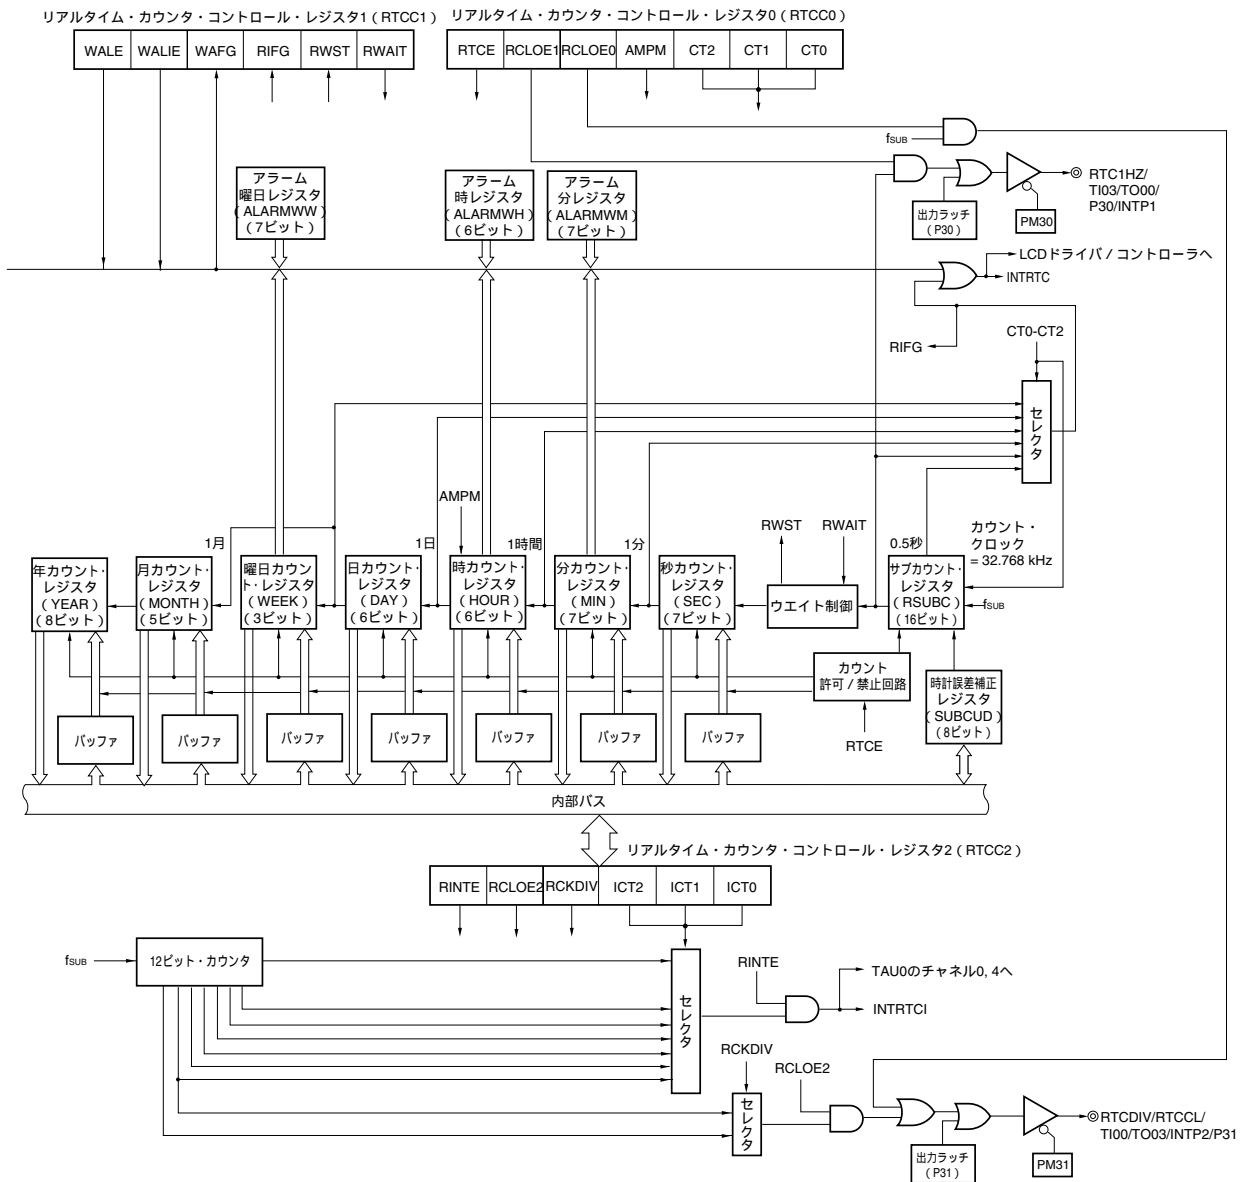 リアルタイム・カウンタ・コントロール・レジスタ1（RTCC1）
リアルタイム・カウンタ・コントロール・レジスタ0（RTCC0）
WALE WALIE WAFG RIFG RWST RWAIT
RTCE RCLOE1 RCLOE0 AMPM CT2 CT1 CT0
fSUB
アラーム
曜日レジスタ
（ALARMWW）
（7ビット）
アラーム
時レジスタ
（ALARMWH）
（6ビット）
アラーム
分レジスタ
（ALARMWM）
（7ビット）
出力ラッチ
（P30）
PM30
RTC1HZ/
TI03/TO00/
P30/INTP1
LCDドライバ / コントローラへ
INTRTC
RIFG
CT0-CT2
セレクタ
AMPM
RWST
RWAIT
カウント・
クロック
= 32.768 kHz
1月
1日
1時間
1分
0.5秒
年カウント・
レジスタ
（YEAR）
（8ビット）
月カウント・
レジスタ
（MONTH）
（5ビット）
曜日カウン
ト・レジスタ
（WEEK）
（3ビット）
日カウント・
レジスタ
（DAY）
（6ビット）
時カウント・
レジスタ
（HOUR）
（6ビット）
分カウント・
レジスタ
（MIN）
（7ビット）
秒カウント・
レジスタ
（SEC）
（7ビット）
ウエイト制御
サブカウント・
レジスタ
（RSUBC）
（16ビット）
fSUB
カウント
許可 / 禁止回路
RTCE
時計誤差補正
レジスタ
（SUBCUD）
（8ビット）
バッファ
バッファ
バッファ
バッファ
バッファ
バッファ
バッファ
内部バス
リアルタイム・カウンタ・コントロール・レジスタ2（RTCC2）
RINTE RCLOE2 RCKDIV ICT2 ICT1 ICT0
fSUB
12ビット・カウンタ
セレクタ
RINTE
TAU0のチャネル0, 4へ
INTRTCI
RCKDIV
セレクタ
RCLOE2
出力ラッチ
（P31）
PM31
RTCDIV/RTCCL/
TI00/TO03/INTP2/P31